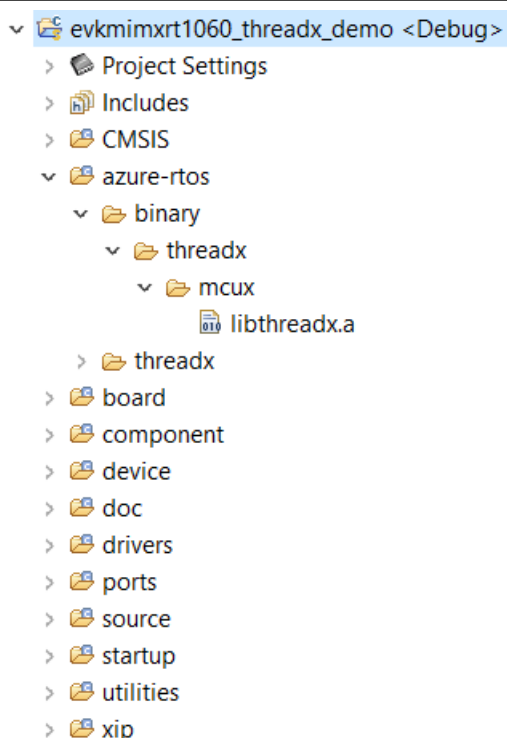 evkmimxrt1060_threadx_demo <Debug>
Project Settings
Includes
CMSIS
azure-rtos
binary
threadx
mcux
libthreadx.a
threadx
board
component
device
doc
drivers
ports
source
startup
utilities
xip